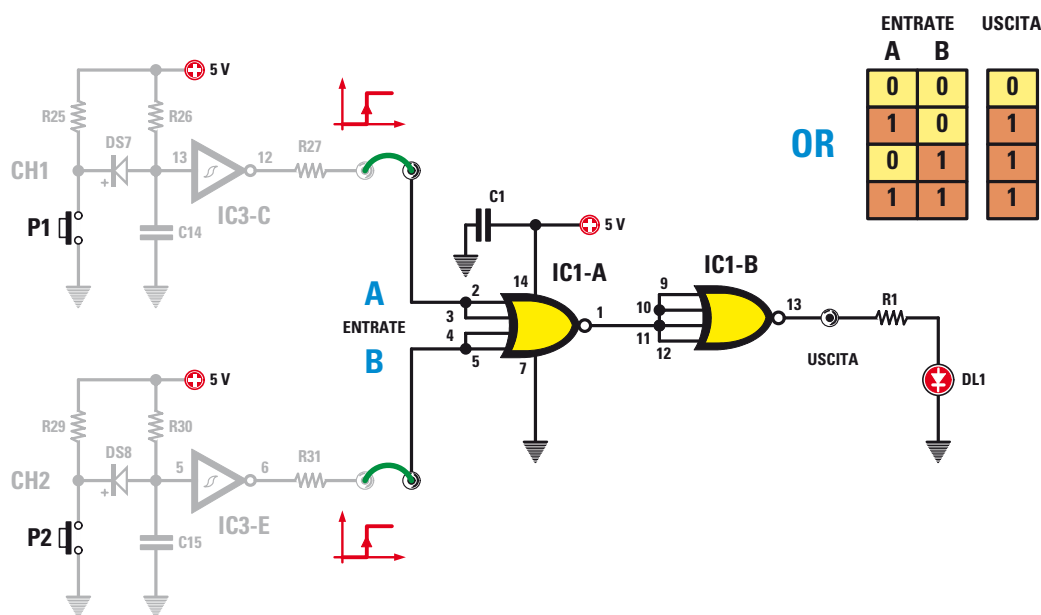 ENTRATE USCITA
A B
0 0 0
1 0 1
0 1 1
1 1 1
OR
5 V
R25 R26
DS7
+
CH1
13 12
R27
IC3-C
P1
C14
C1
5 V
14
IC1-A
A
2
3
ENTRATE
4
B
5
7
1
IC1-B
9
10
11
12
13
R1
USCITA
DL1
5 V
R29 R30
DS8
+
CH2
5 6
R31
IC3-E
P2
C15